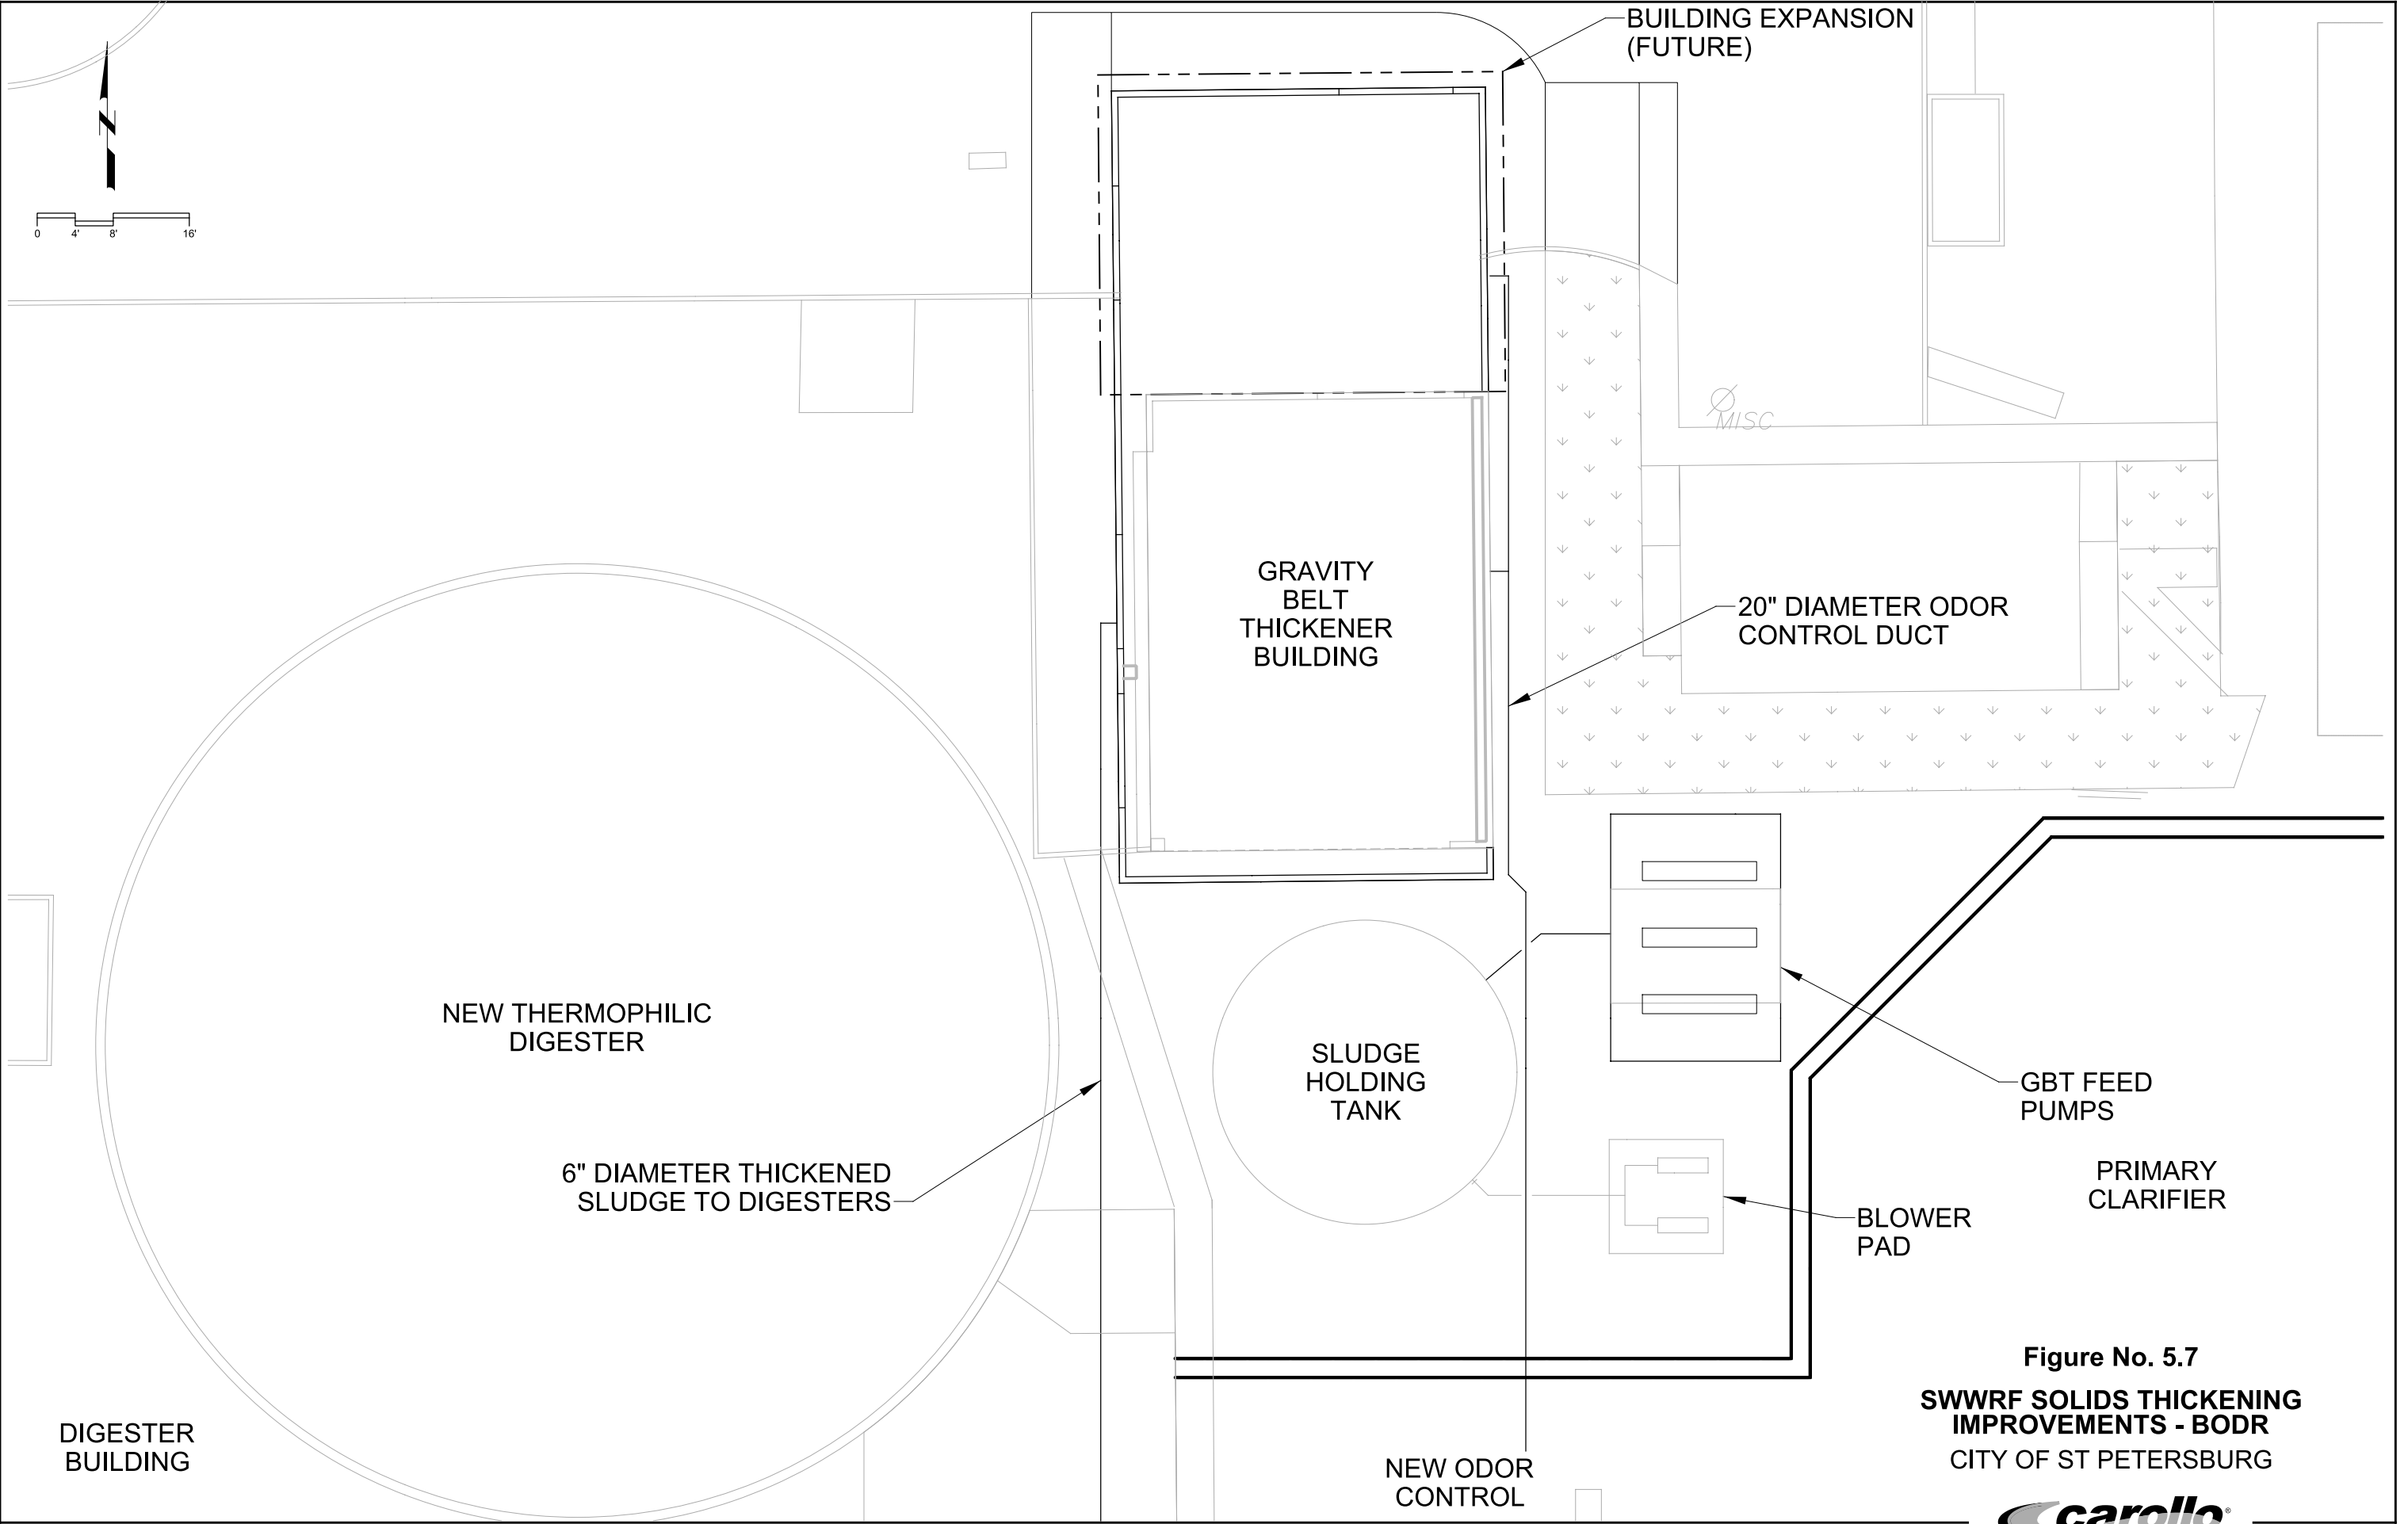 BUILDING EXPANSION
(FUTURE)
N
0 4' 8' 16'
MISC
GRAVITY
BELT
THICKENER
BUILDING
20" DIAMETER ODOR
CONTROL DUCT
NEW THERMOPHILIC
DIGESTER
SLUDGE
HOLDING
TANK
GBT FEED
PUMPS
6" DIAMETER THICKENED
SLUDGE TO DIGESTERS
PRIMARY
CLARIFIER
BLOWER
PAD
DIGESTER
BUILDING
NEW ODOR
CONTROL
Figure No. 5.7
SWWRF SOLIDS THICKENING
IMPROVEMENTS - BODR
CITY OF ST PETERSBURG
carollo®